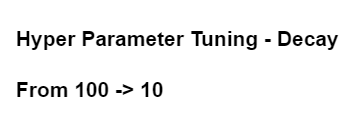 Hyper Parameter Tuning - Decay
From 100 -> 10